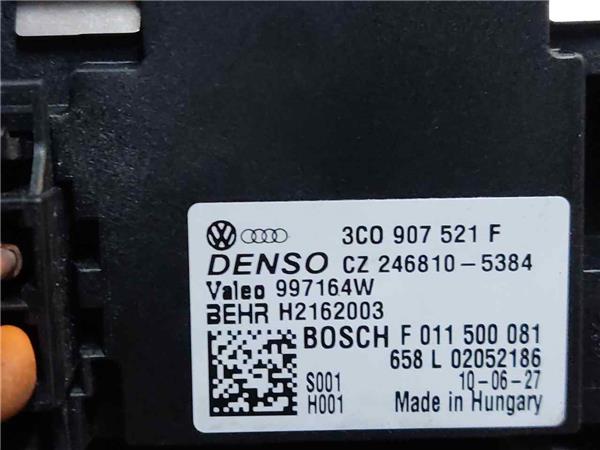 3C0 907 521 F
DENSO CZ 246810-5384
Valeo 997164W
BEHR H2162003
BOSCH F 011 500 081
658 L 02052186
S001 10-06-27
H001 Made in Hungary